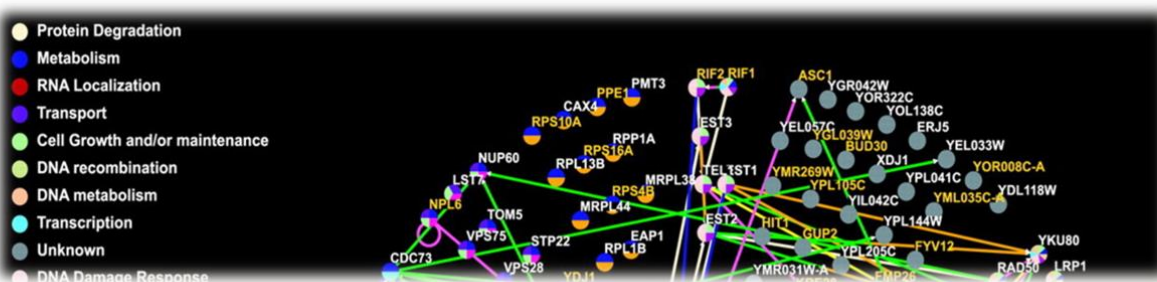 Protein Degradation
Metabolism
RNA Localization
Transport
Cell Growth and/or maintenance
DNA recombination
DNA metabolism
Transcription
Unknown
DNA Damage Response
RIF2 RIF1
ASC1
PMT3
YGR042W
PPE1
CAX4
YOR322C
RPS10A
YOL138C
EST3
YEL057C
RPP1A
YGL039W
ERJ5
RPS16A
BUD30
YEL033W
NUP60
RPL13B
XDJ1
YOR008C-A
LST7
MRPL38
TEL1
EST1
YMR269W
YPL105C
YPL041C
RPS4B
YDL118W
NPL6
MRPL44
YIL042C
YML035C-A
TOM5
EST2
HIT1
YPL144W
VPS75
STP22
RPL1B
EAP1
GUP2
YPL205C
FYV12
YKU80
CDC73
VPS28
YDJ1
YMR031W-A
EMP26
RAD50
LRP1